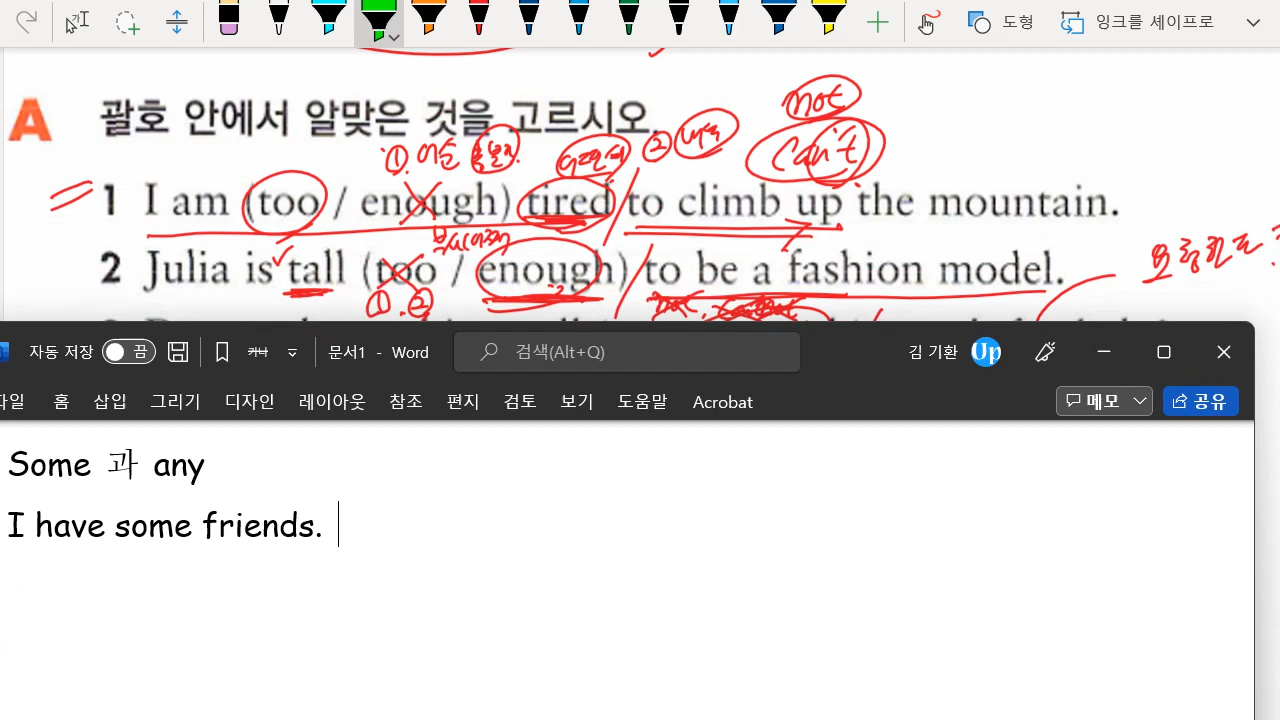 도형
잉크를 셰이프로
not
can't
A 괄호 안에서 알맞은 것을 고르시오.
① ②
1 I am (too / enough) tired to climb up the mountain.
2 Julia is tall (too / enough) to be a fashion model.
①. ②
자동 저장 끔 문서1 - Word 검색(Alt+Q) 김 기환 Up
파일 홈 삽입 그리기 디자인 레이아웃 참조 편지 검토 보기 도움말 Acrobat 메모 공유
Some 과 any
I have some friends.